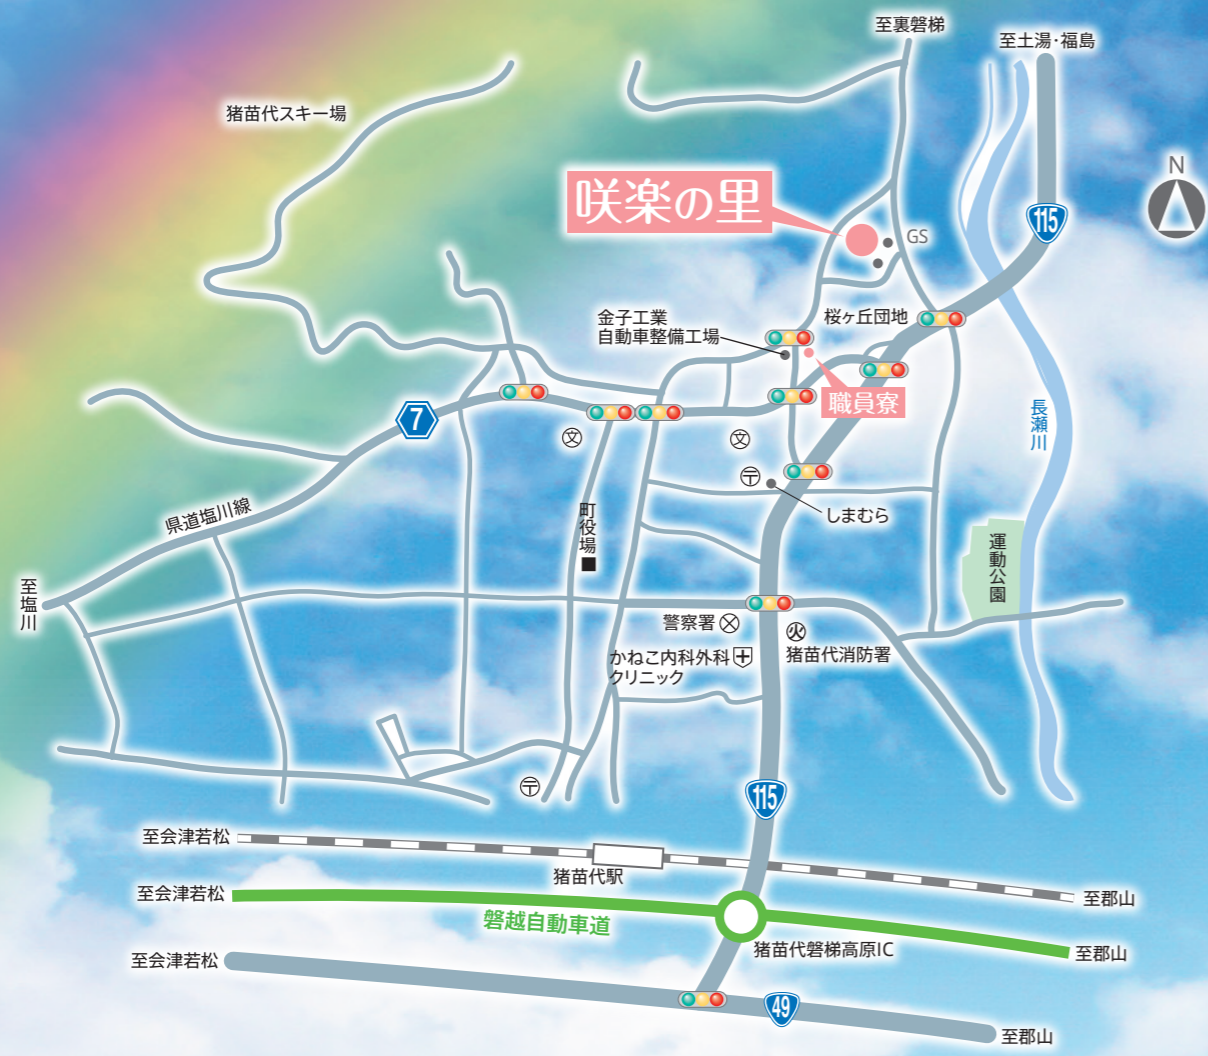 至裏磐梯
至土湯・福島
猪苗代スキー場
N
咲楽の里
115
GS
金子工業
自動車整備工場
桜ヶ丘団地
職員寮
7
文
文
長瀬川
〒
県道塩川線
しまむら
町役場
運動公園
至塩川
警察署
火
猪苗代消防署
かねこ内科外科
クリニック
〒
115
至会津若松
猪苗代駅
至郡山
至会津若松
磐越自動車道
猪苗代磐梯高原IC
至郡山
至会津若松
49
至郡山